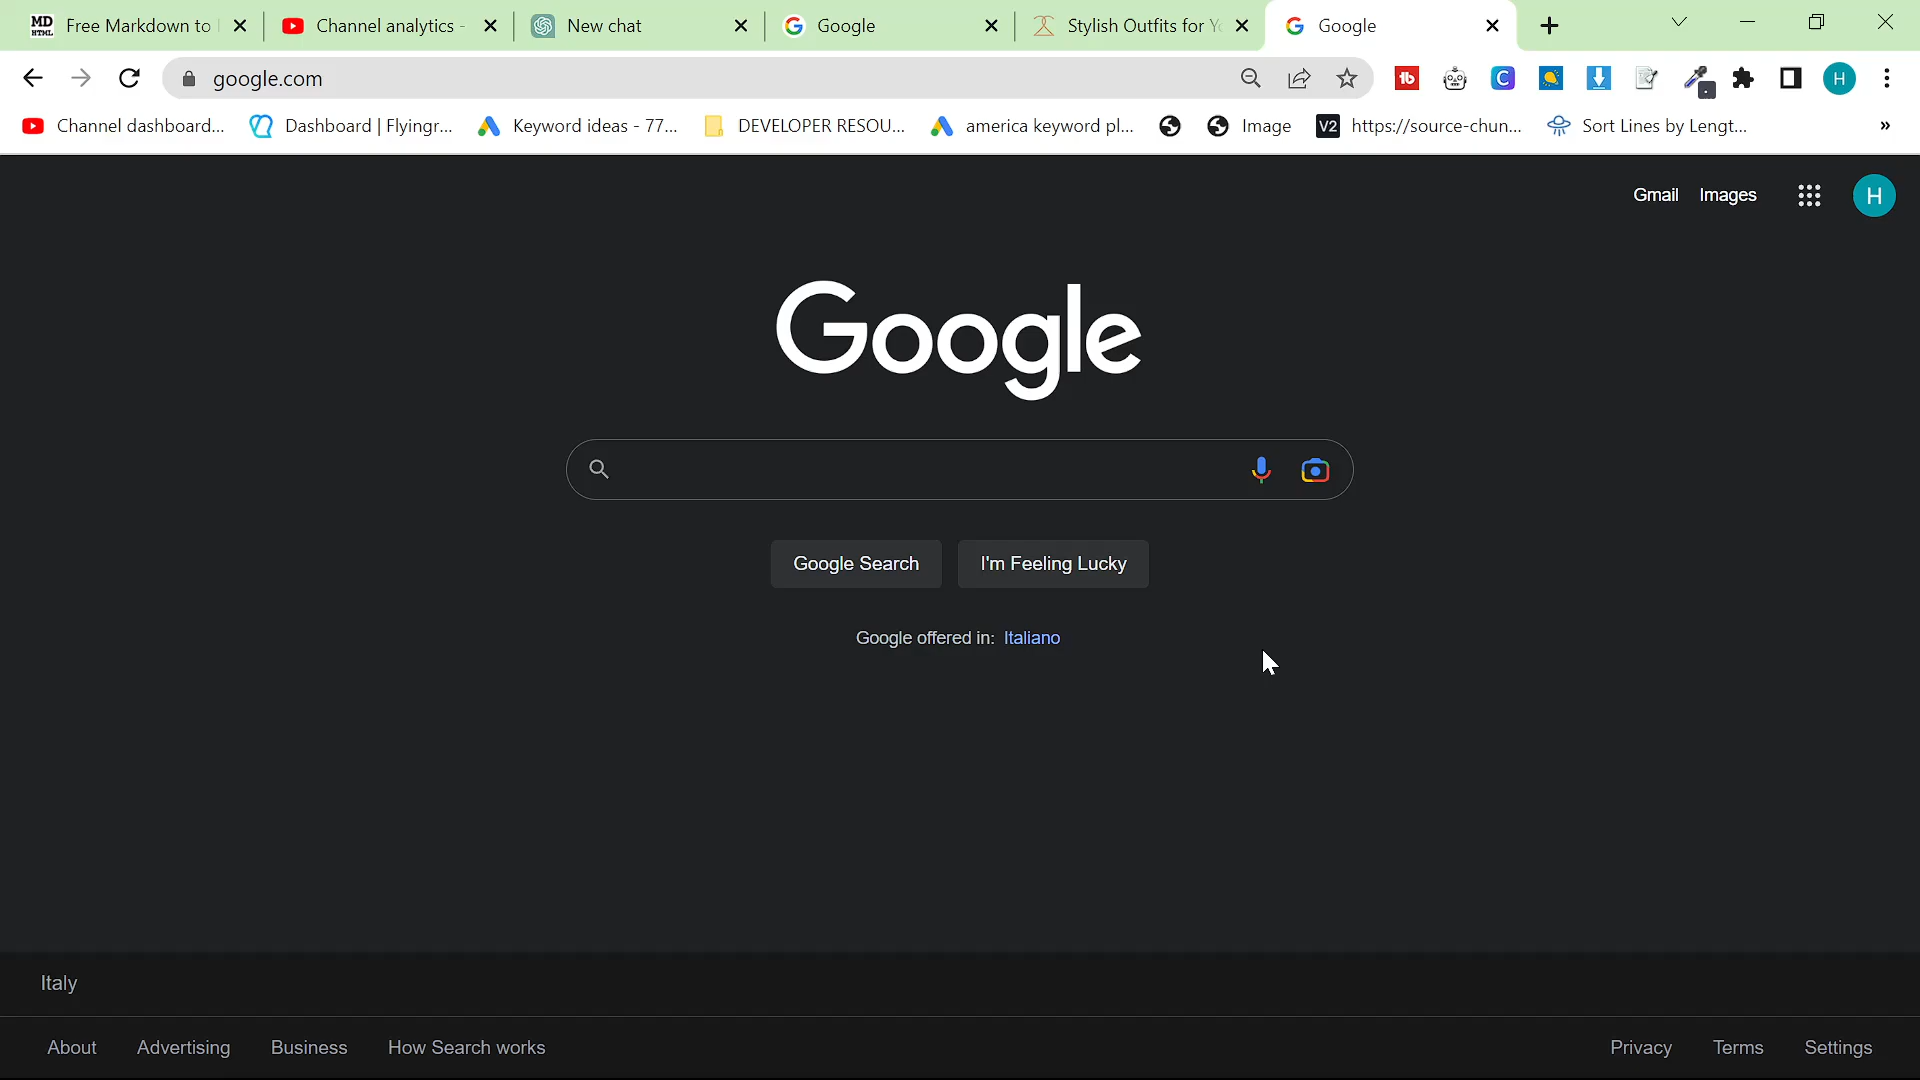 MD HTML Free Markdown to
Channel analytics -
New chat
Google
Stylish Outfits for Y
Google
google.com
Channel dashboard...
Dashboard | Flyingr...
Keyword ideas - 77...
DEVELOPER RESOU...
america keyword pl...
Image
V2 https://source-chun...
Sort Lines by Lengt...
»
Gmail Images
H
Google
Google Search
I'm Feeling Lucky
Google offered in: Italiano
Italy
About Advertising Business How Search works
Privacy Terms Settings